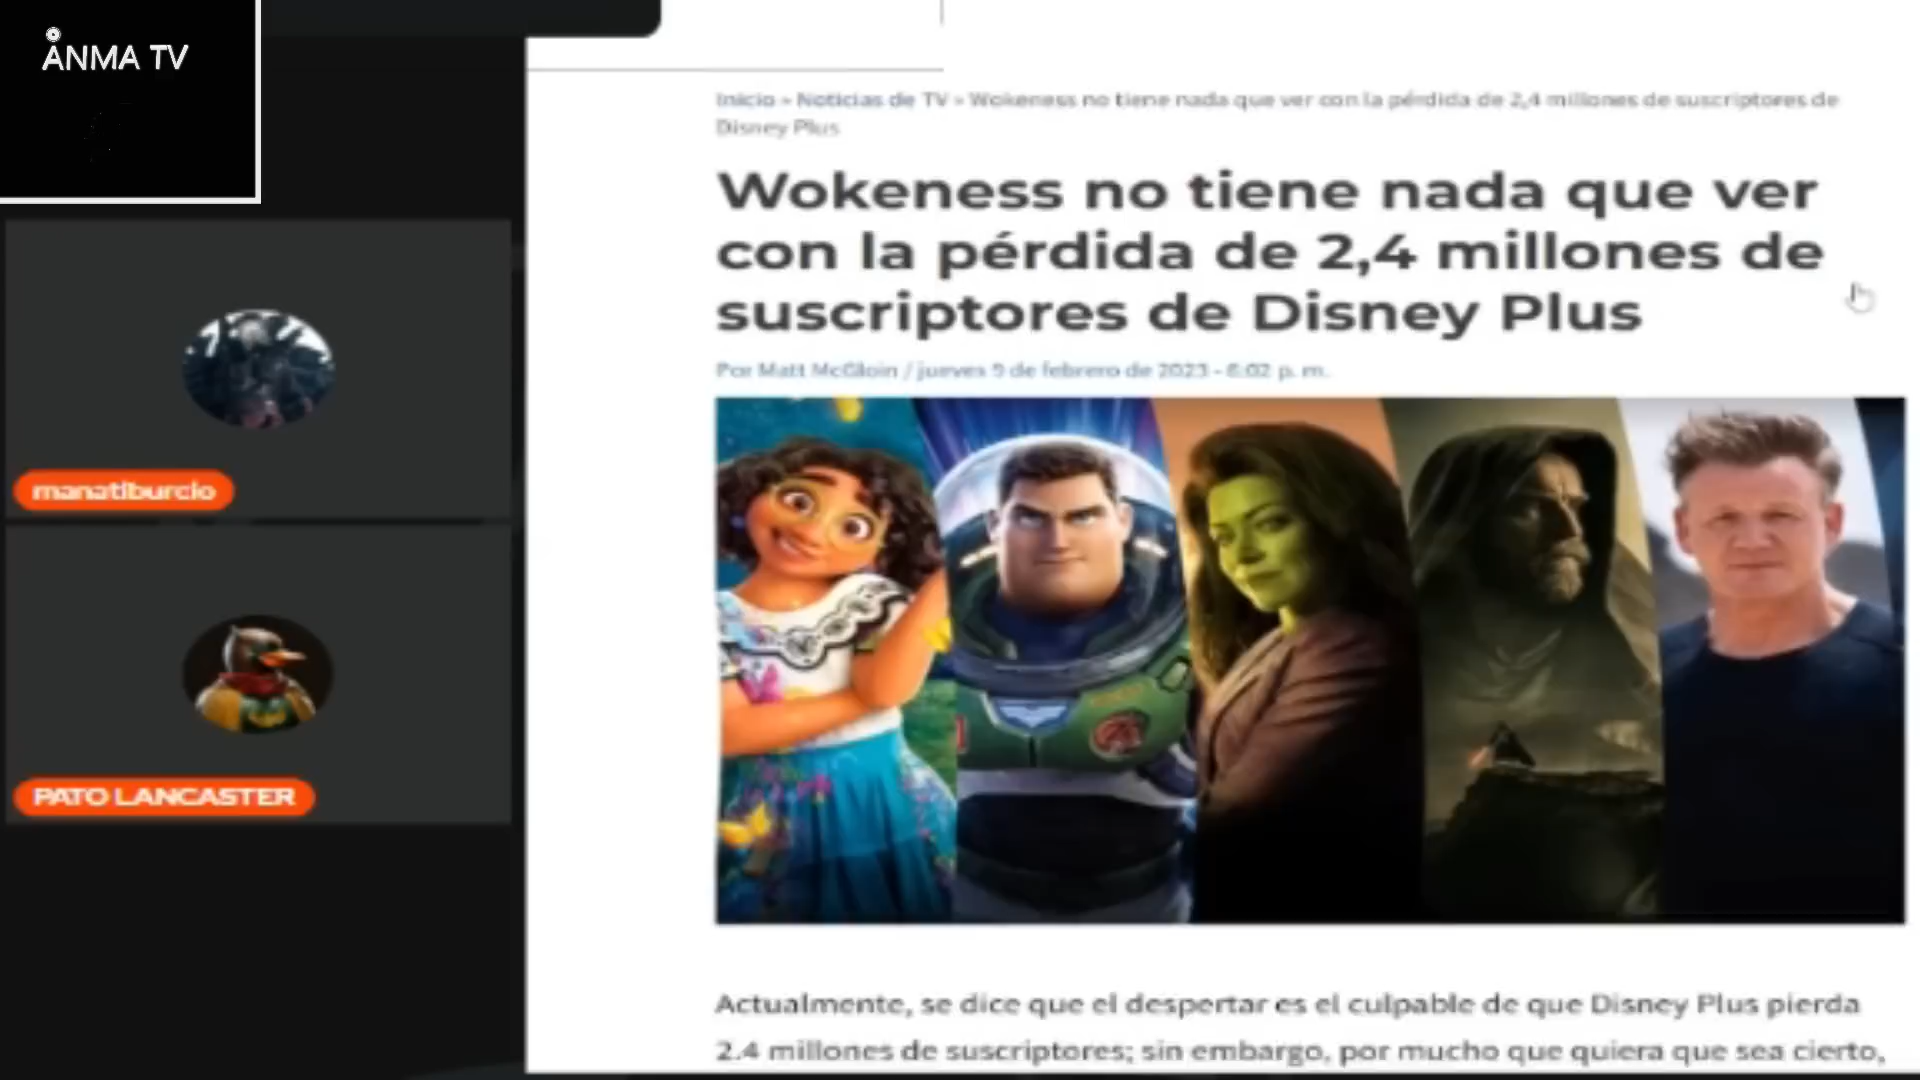 ÅNMA TV
Inicio » Noticias de TV » Wokeness no tiene nada que ver con la pérdida de 2,4 millones de suscriptores de
Disney Plus
Wokeness no tiene nada que ver
con la pérdida de 2,4 millones de
suscriptores de Disney Plus
Por Matt McGloin / jueves 9 de febrero de 2023 - 6:02 p. m.
manatiburcio
PATO LANCASTER
Actualmente, se dice que el despertar es el culpable de que Disney Plus pierda
2.4 millones de suscriptores; sin embargo, por mucho que quiera que sea cierto,